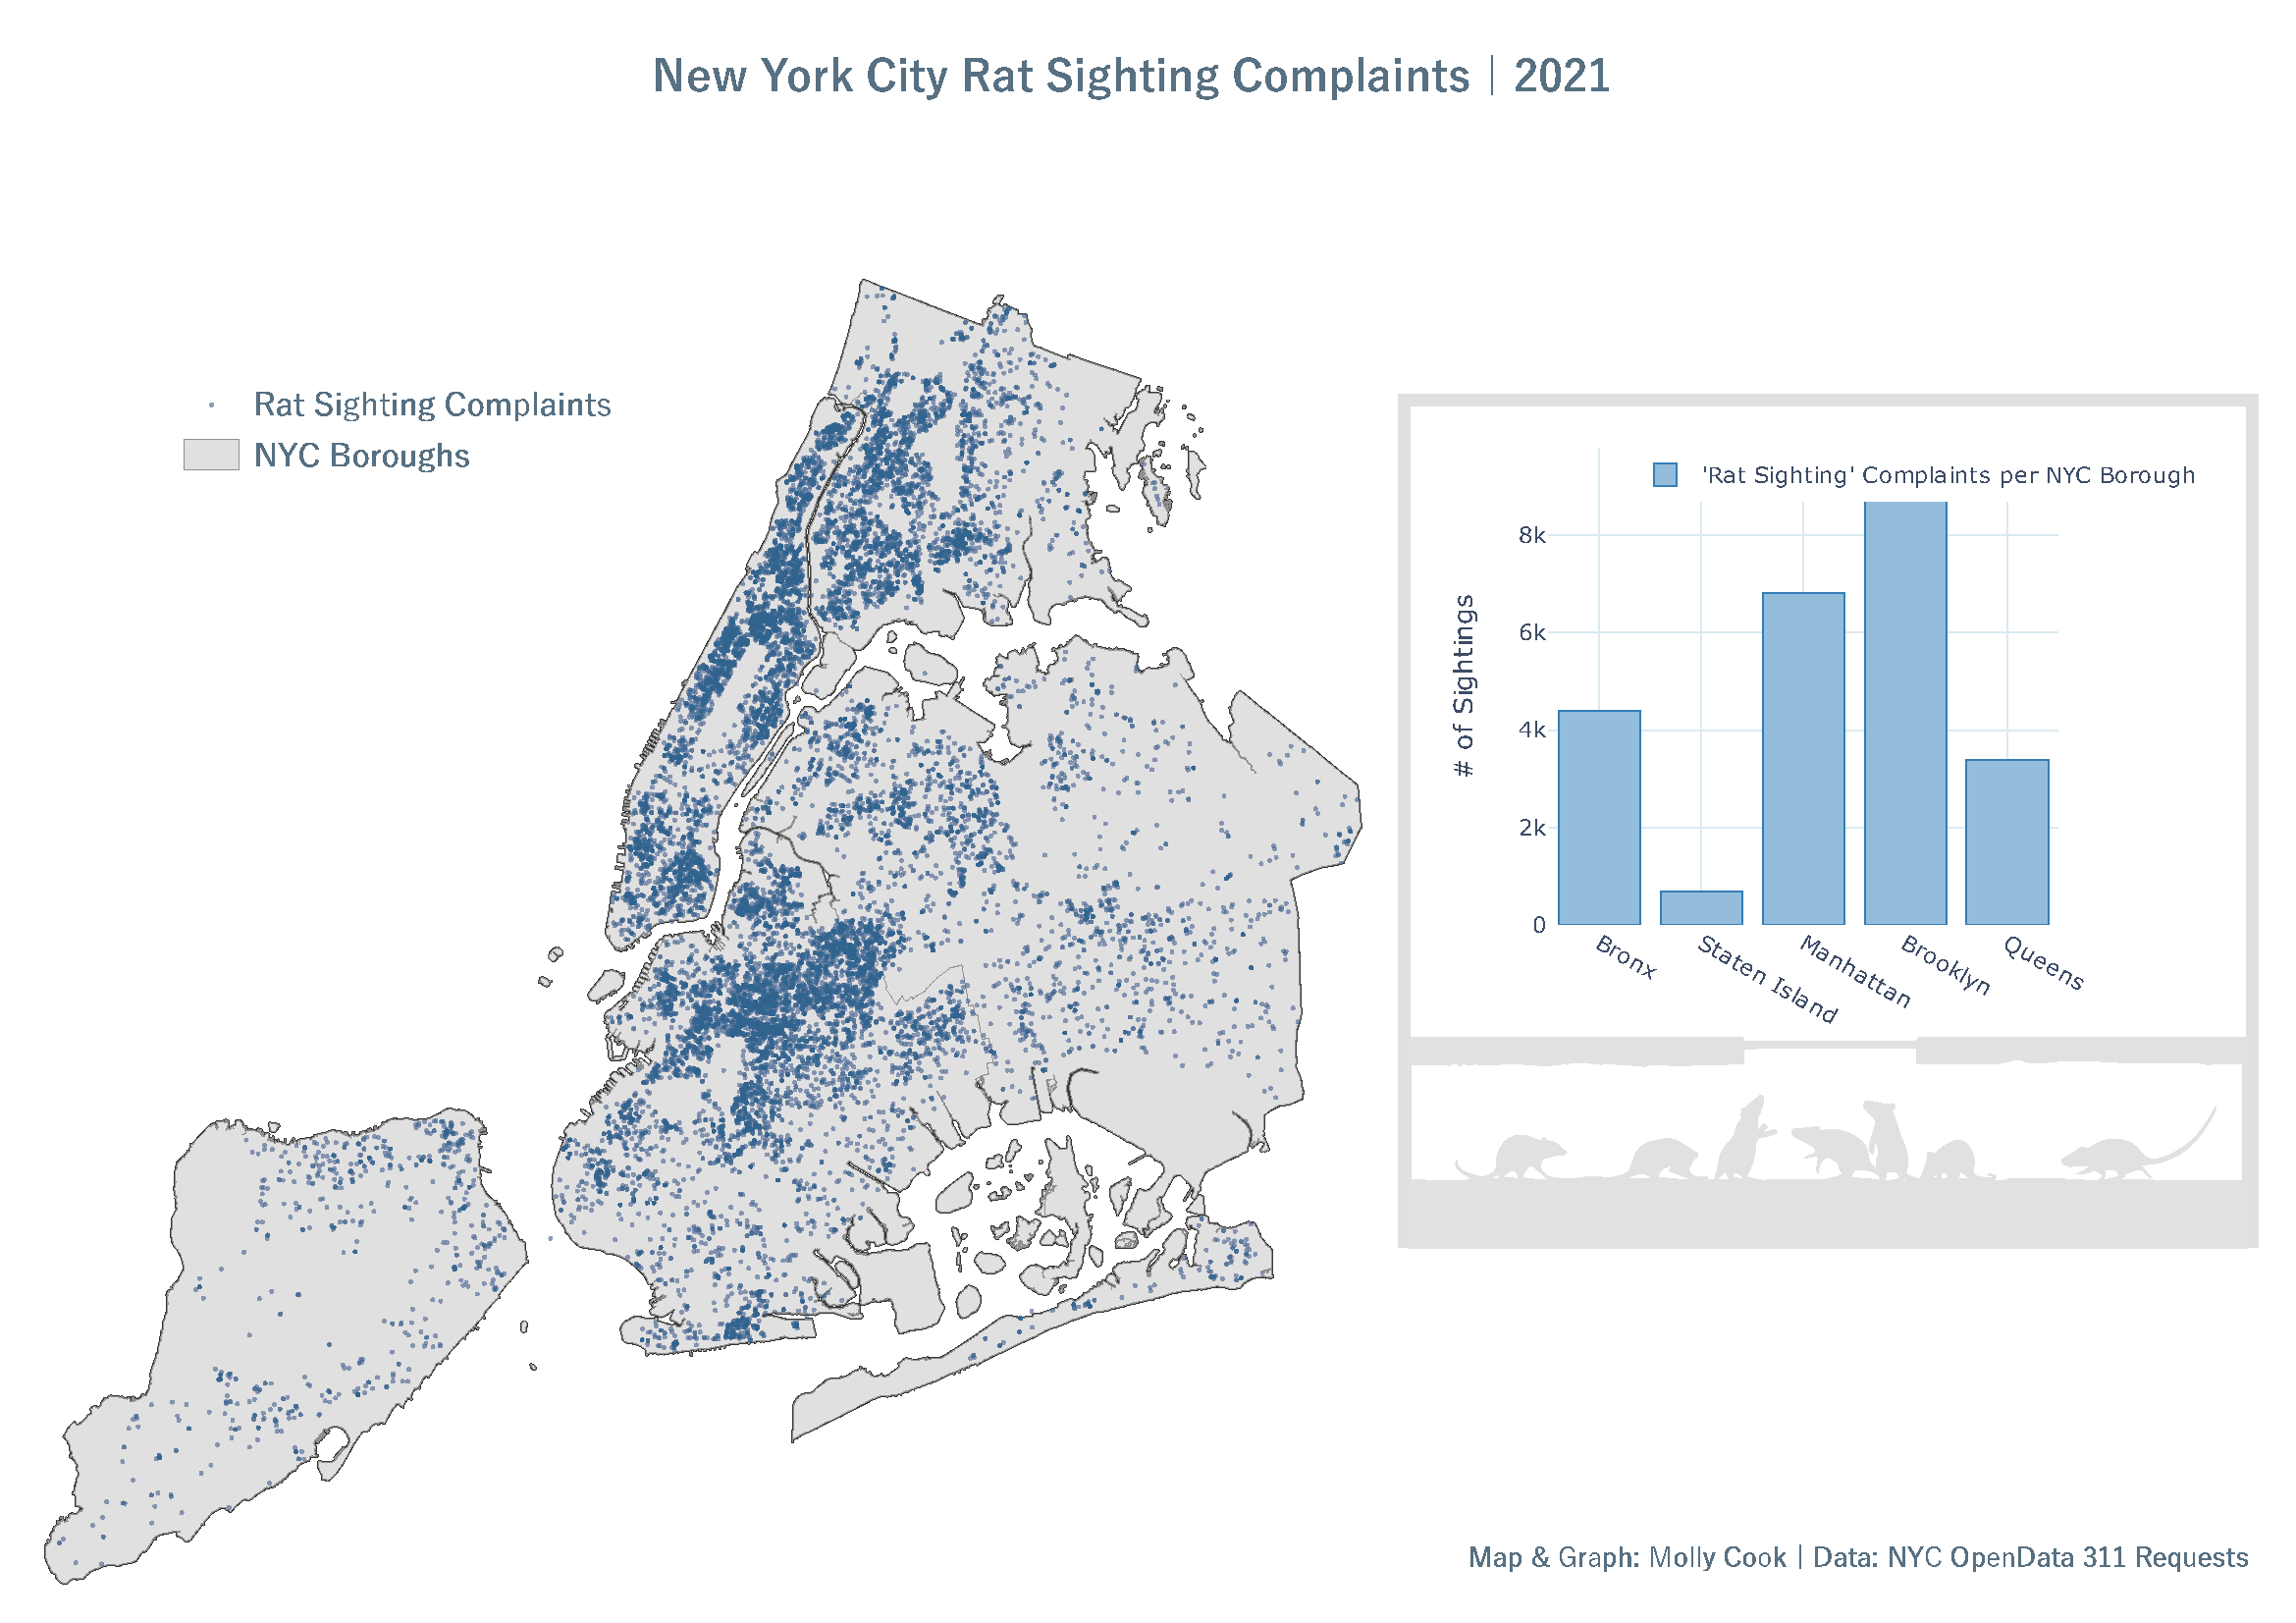 New York City Rat Sighting Complaints | 2021
Rat Sighting Complaints
NYC Boroughs
'Rat Sighting' Complaints per NYC Borough
# of Sightings
8k
6k
4k
2k
0
Bronx
Staten Island
Manhattan
Brooklyn
Queens
Map & Graph: Molly Cook | Data: NYC OpenData 311 Requests